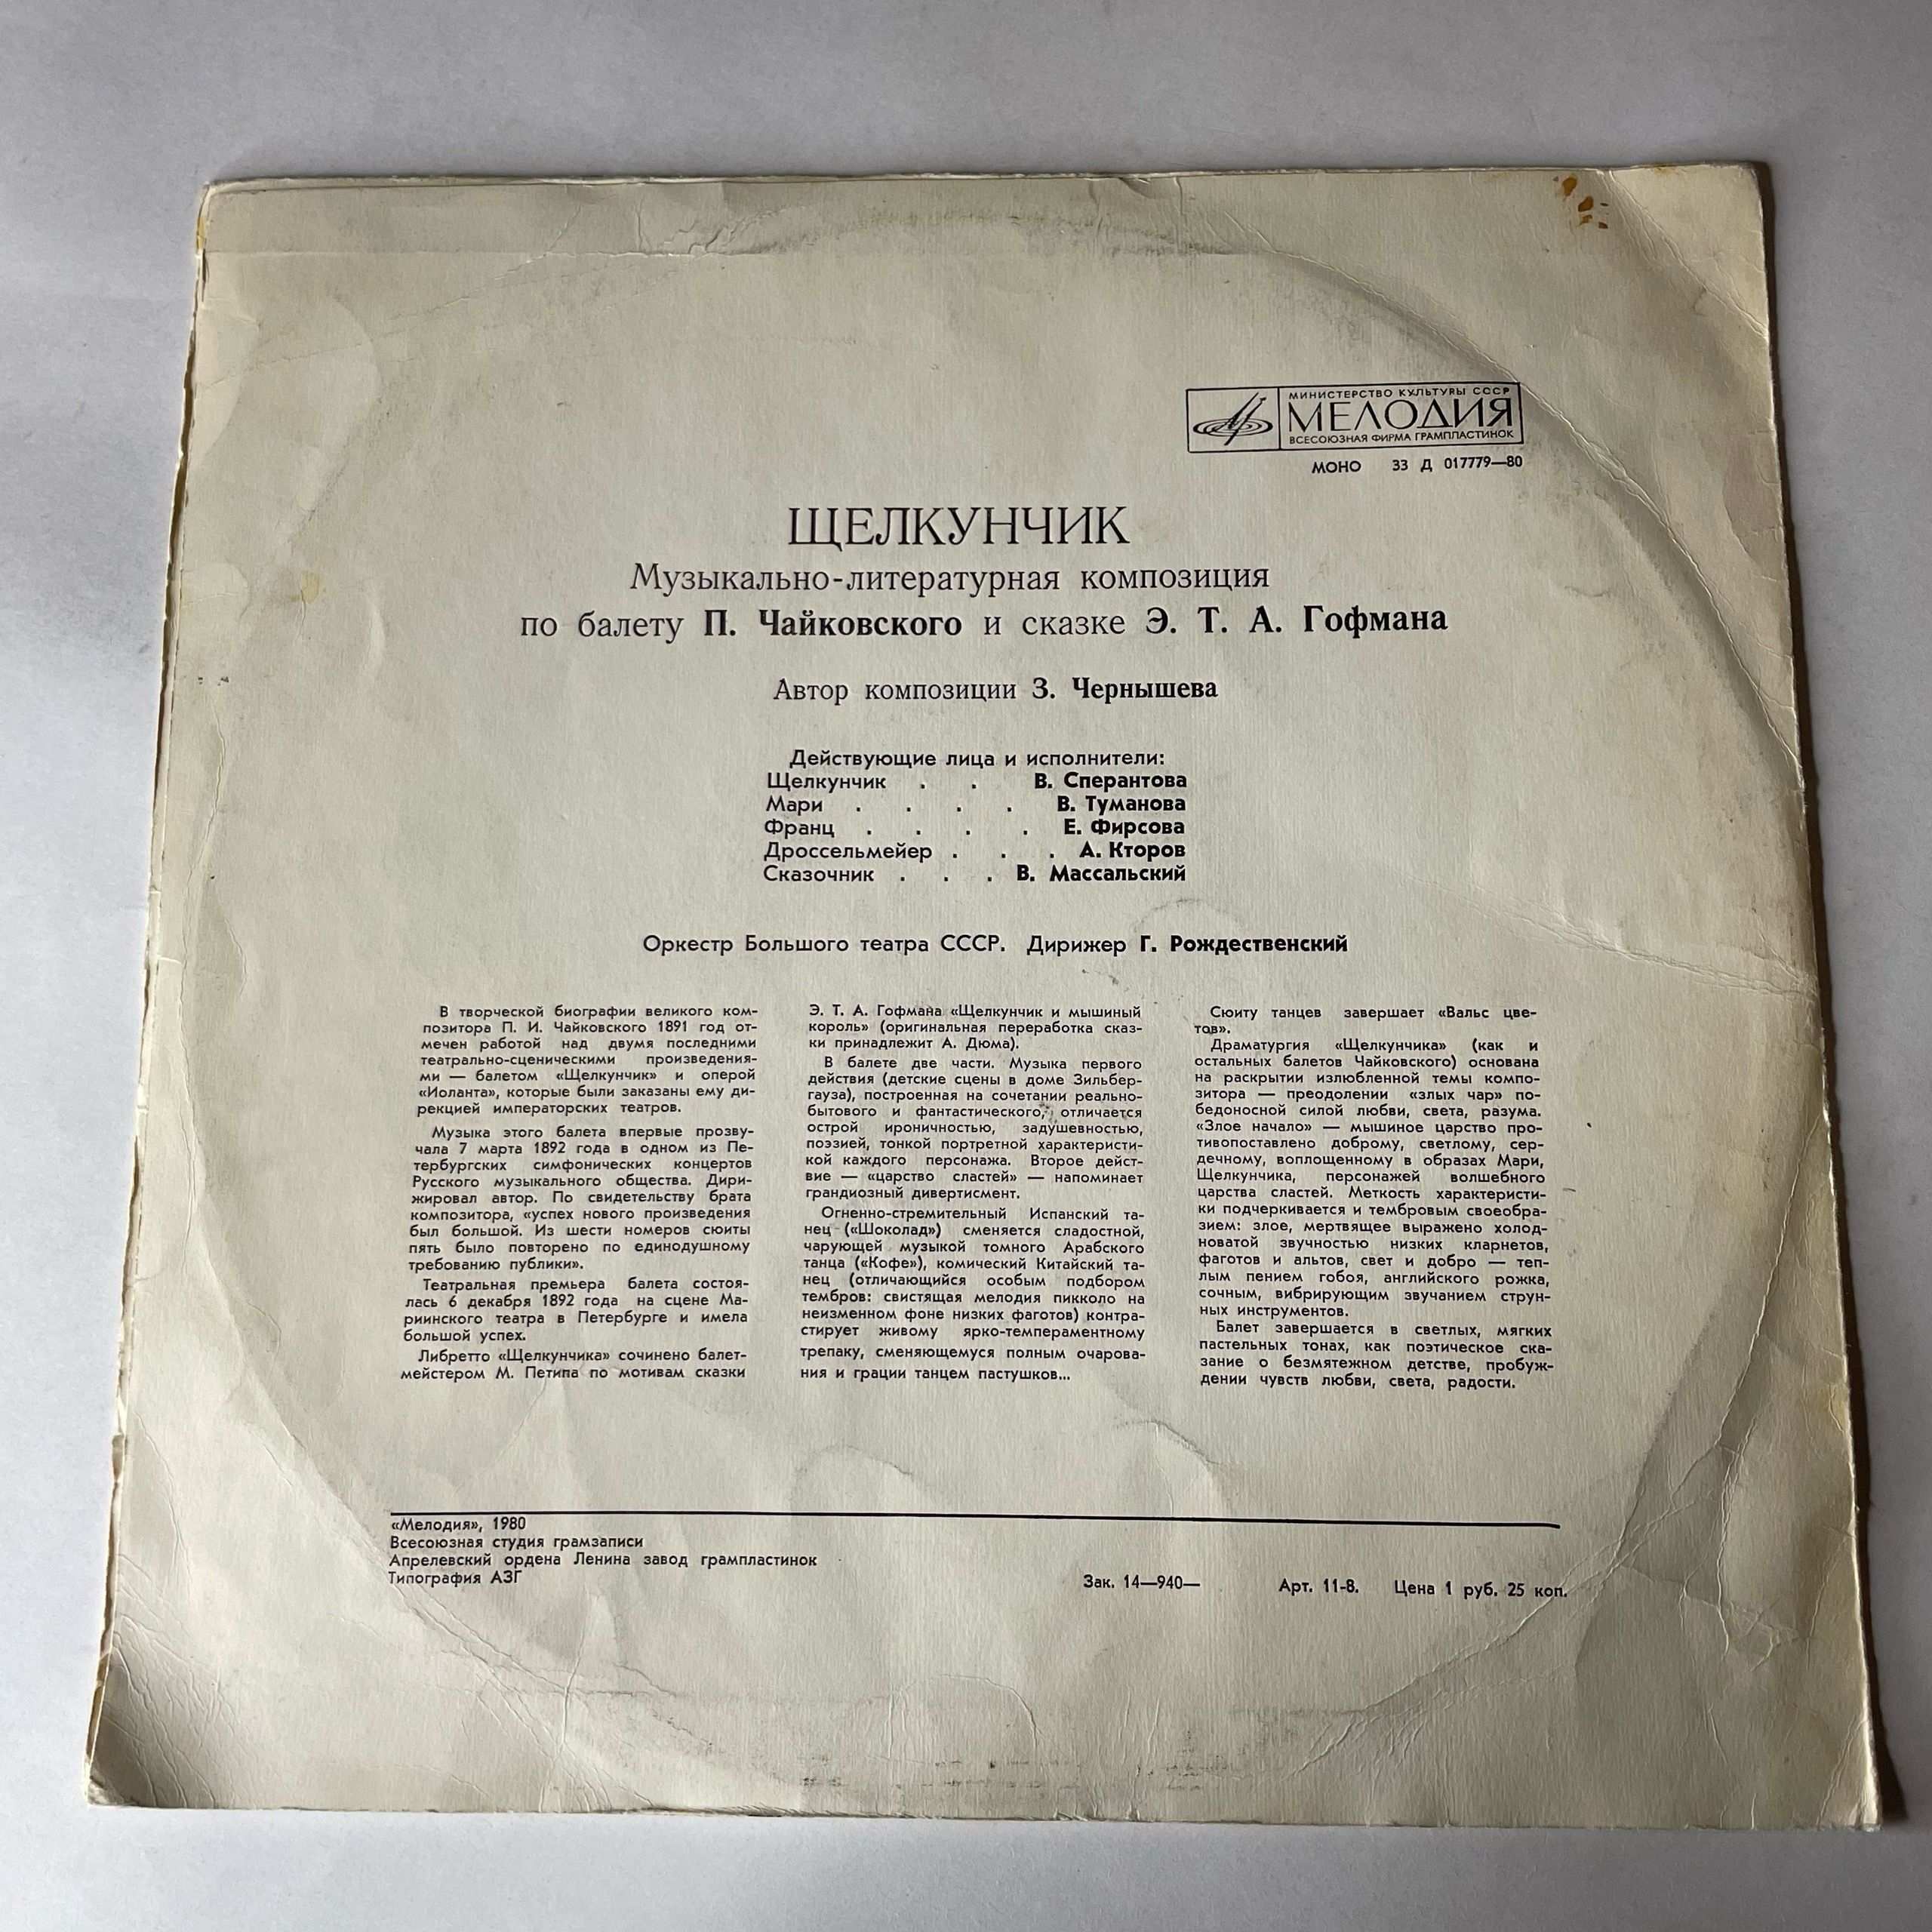 МИНИСТЕРСТВО КУЛЬТУРЫ СССР
МЕЛОДИЯ
ВСЕСОЮЗНАЯ ФИРМА ГРАМПЛАСТИНОК
МОНО 33 Д 017779—80
ЩЕЛКУНЧИК
Музыкально-литературная композиция
по балету П. Чайковского и сказке Э. Т. А. Гофмана
Автор композиции З. Чернышева
Действующие лица и исполнители:
Щелкунчик . . В. Сперантова
Мари . . . . В. Туманова
Франц . . . . Е. Фирсова
Дроссельмейер . . . А. Кторов
Сказочник . . . В. Массальский
Оркестр Большого театра СССР. Дирижер Г. Рождественский
В творческой биографии великого ком-
позитора П. И. Чайковского 1891 год от-
мечен работой над двумя последними
театрально-сценическими произведения-
ми — балетом «Щелкунчик» и оперой
«Иоланта», которые были заказаны ему ди-
рекцией императорских театров.
Музыка этого балета впервые прозву-
чала 7 марта 1892 года в одном из Пе-
тербургских симфонических концертов
Русского музыкального общества. Дири-
жировал автор. По свидетельству брата
композитора, «успех нового произведения
был большой. Из шести номеров сюиты
пять было повторено по единодушному
требованию публики».
Театральная премьера балета состоя-
лась 6 декабря 1892 года на сцене Ма-
риинского театра в Петербурге и имела
большой успех.
Либретто «Щелкунчика» сочинено балет-
мейстером М. Петипа по мотивам сказки
Э. Т. А. Гофмана «Щелкунчик и мышиный
король» (оригинальная переработка сказ-
ки принадлежит А. Дюма).
В балете две части. Музыка первого
действия (детские сцены в доме Зильбер-
гауза), построенная на сочетании реально-
бытового и фантастического, отличается
острой ироничностью, задушевностью,
поэзией, тонкой портретной характеристи-
кой каждого персонажа. Второе дейст-
вие — «царство сластей» — напоминает
грандиозный дивертисмент.
Огненно-стремительный Испанский та-
нец («Шоколад») сменяется сладостной,
чарующей музыкой томного Арабского
танца («Кофе»), комический Китайский та-
нец (отличающийся особым подбором
тембров: свистящая мелодия пикколо на
неизменном фоне низких фаготов) контра-
стирует живому ярко-темпераментному
трепаку, сменяющемуся полным очарова-
ния и грации танцем пастушков...
Сюиту танцев завершает «Вальс цве-
тов».
Драматургия «Щелкунчика» (как и
остальных балетов Чайковского) основана
на раскрытии излюбленной темы компо-
зитора — преодолении «злых чар» по-
бедоносной силой любви, света, разума.
«Злое начало» — мышиное царство про-
тивопоставлено доброму, светлому, сер-
дечному, воплощенному в образах Мари,
Щелкунчика, персонажей волшебного
царства сластей. Меткость характеристи-
ки подчеркивается и тембровым своеобра-
зием: злое, мертвящее выражено холод-
новатой звучностью низких кларнетов,
фаготов и альтов, свет и добро — теп-
лым пением гобоя, английского рожка,
сочным, вибрирующим звучанием струн-
ных инструментов.
Балет завершается в светлых, мягких
пастельных тонах, как поэтическое ска-
зание о безмятежном детстве, пробуж-
дении чувств любви, света, радости.
«Мелодия», 1980
Всесоюзная студия грамзаписи
Апрелевский ордена Ленина завод грампластинок
Типография АЗГ
Зак. 14—940— Арт. 11-8. Цена 1 руб. 25 коп.